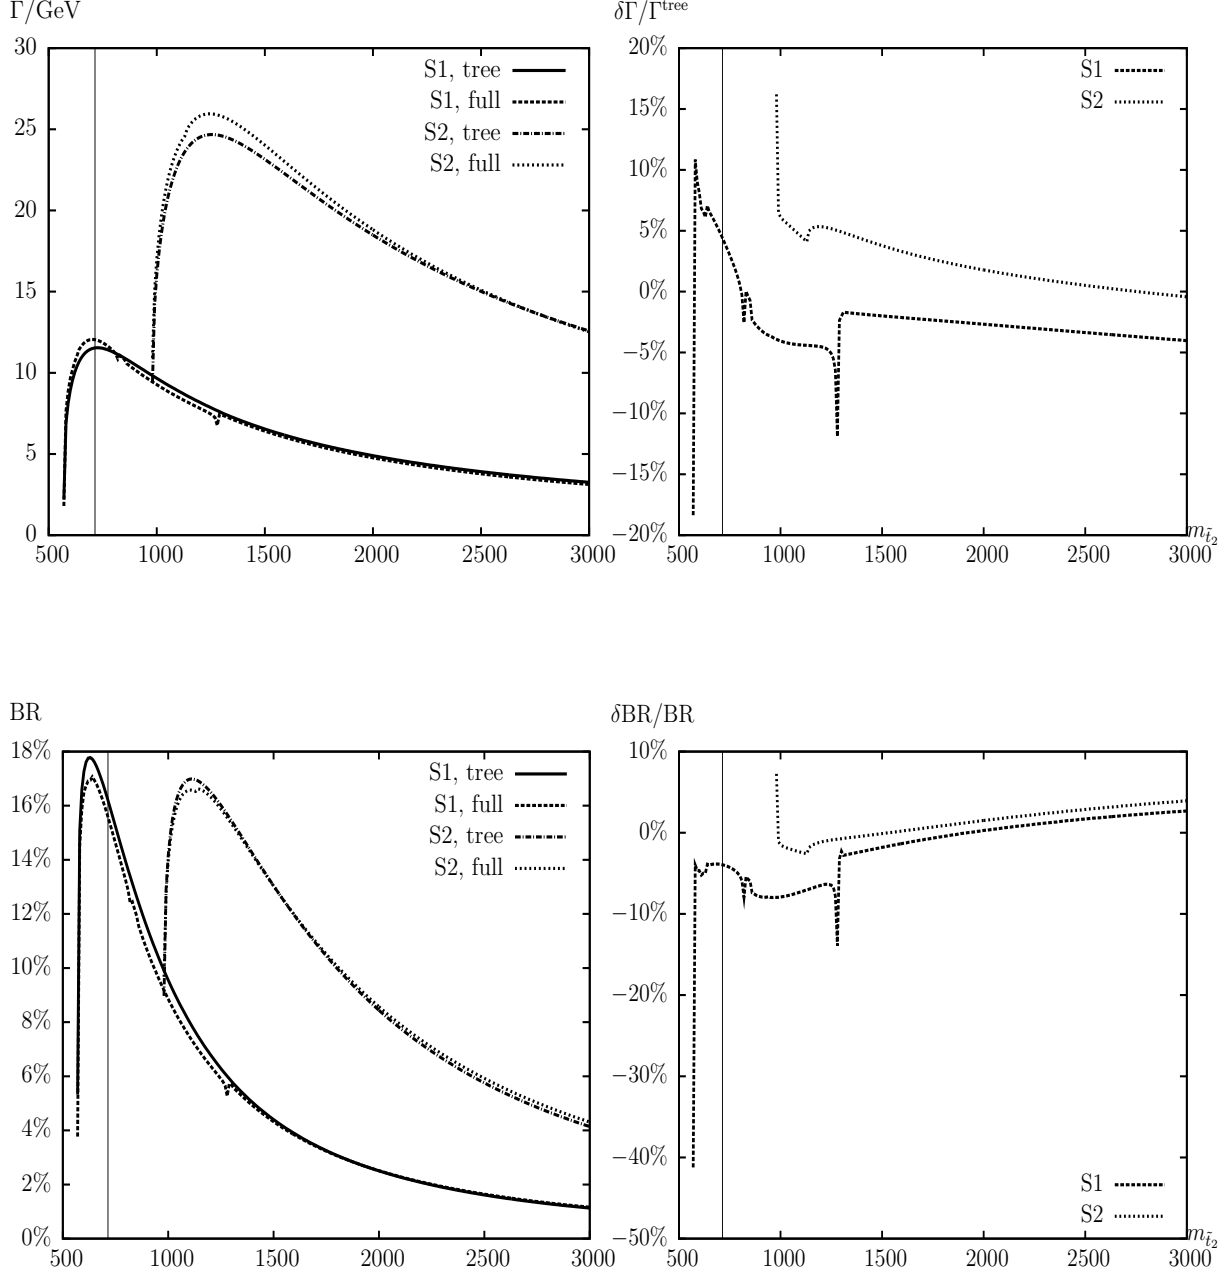 Γ/GeV
30
25
20
15
10
5
0
500 1000 1500 2000 2500 3000
S1, tree
S1, full
S2, tree
S2, full
δΓ/Γ^tree
20%
15%
10%
5%
0%
−5%
−10%
−15%
−20%
500 1000 1500 2000 2500 3000
m_t̃₂
S1
S2
BR
18%
16%
14%
12%
10%
8%
6%
4%
2%
0%
500 1000 1500 2000 2500 3000
S1, tree
S1, full
S2, tree
S2, full
δBR/BR
10%
0%
−10%
−20%
−30%
−40%
−50%
500 1000 1500 2000 2500 3000
m_t̃₂
S1
S2